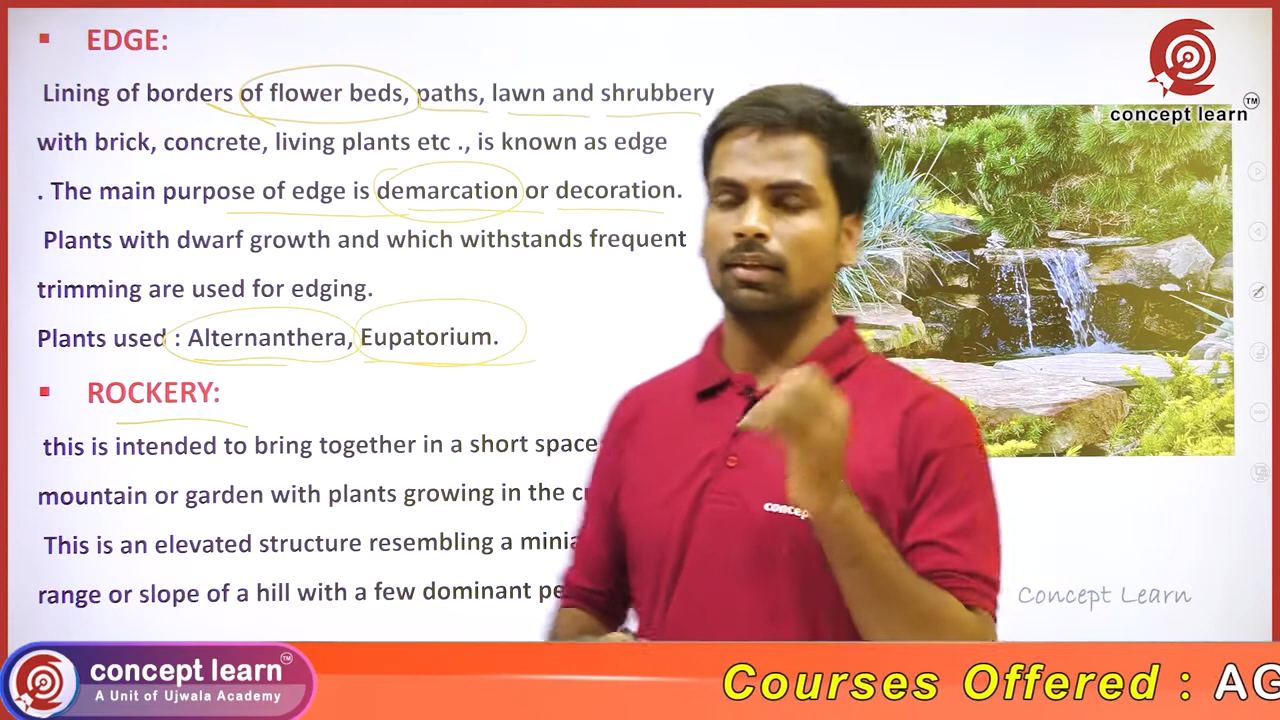 ▪ EDGE:
Lining of borders of flower beds, paths, lawn and shrubbery
with brick, concrete, living plants etc ., is known as edge
. The main purpose of edge is demarcation or decoration.
Plants with dwarf growth and which withstands frequent
trimming are used for edging.
Plants used : Alternanthera, Eupatorium.
▪ ROCKERY:
this is intended to bring together in a short space
mountain or garden with plants growing in the
This is an elevated structure resembling a
range or slope of a hill with a few dominant
concept learn TM
Concept Learn
concept learn TM
A Unit of Ujwala Academy
Courses Offered : AG